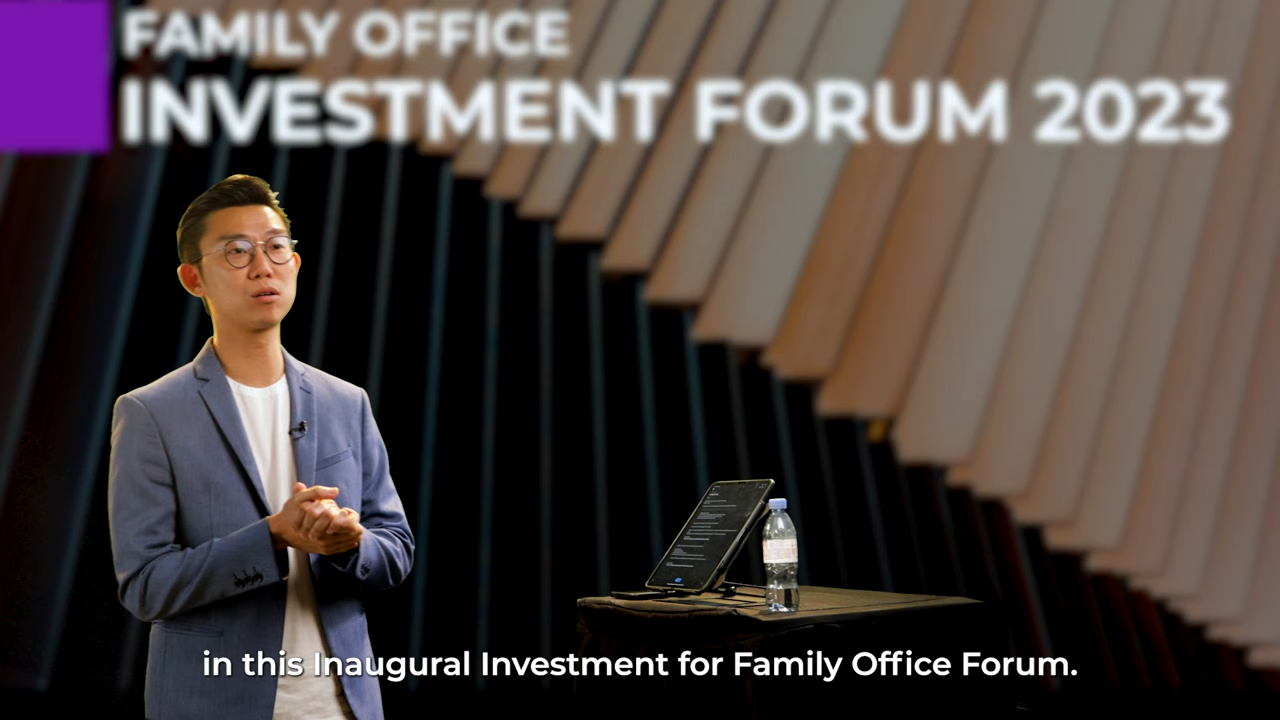 FAMILY OFFICE
INVESTMENT FORUM 2023
in this Inaugural Investment for Family Office Forum.